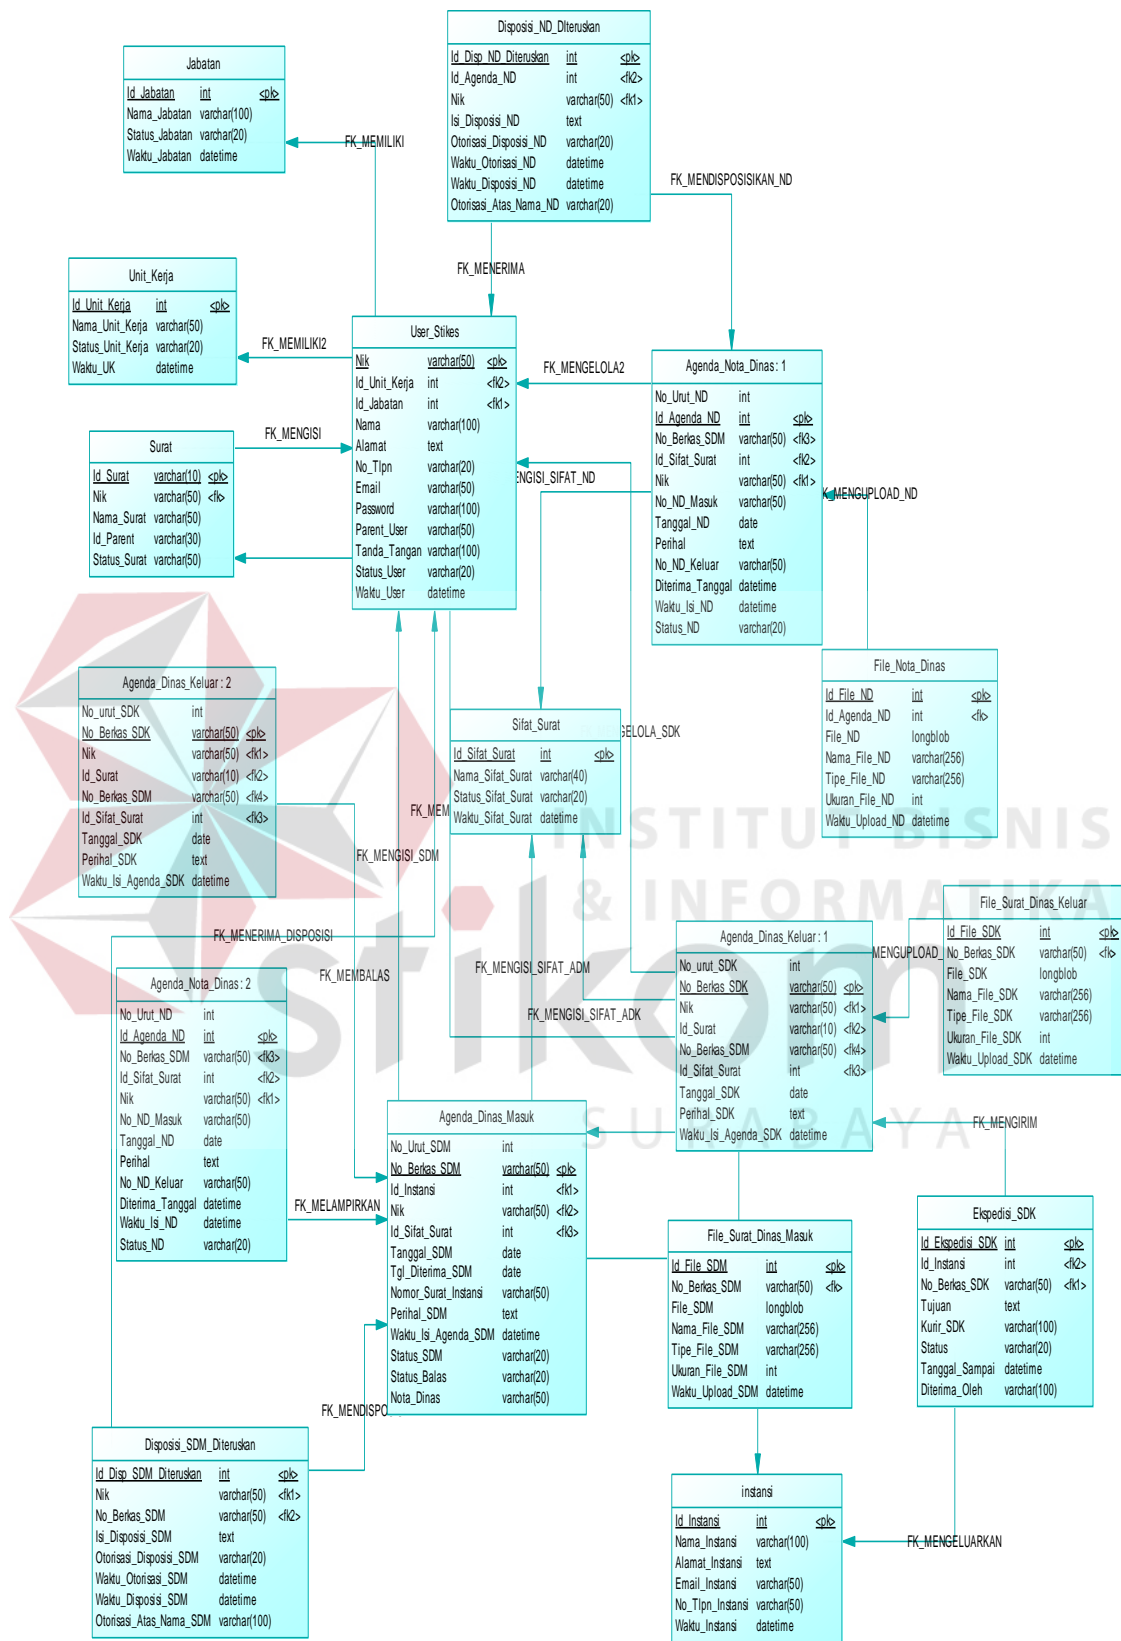 Disposisi_ND_DIteruskan
Id_Disp_ND_Diteruskan int <pk>
Id_Agenda_ND int <fk2>
Nik varchar(50) <fk1>
Isi_Disposisi_ND text
Otorisasi_Disposisi_ND varchar(20)
Waktu_Otorisasi_ND datetime
Waktu_Disposisi_ND datetime
Otorisasi_Atas_Nama_ND varchar(20)
Jabatan
Id_Jabatan int <pk>
Nama_Jabatan varchar(100)
Status_Jabatan varchar(20)
Waktu_Jabatan datetime
FK_MEMILIKI
FK_MENDISPOSISIKAN_ND
FK_MENERIMA
Unit_Kerja
Id_Unit_Kerja int <pk>
Nama_Unit_Kerja varchar(50)
Status_Unit_Kerja varchar(20)
Waktu_UK datetime
FK_MEMILIKI2
User_Stikes
Nik varchar(50) <pk>
Id_Unit_Kerja int <fk2>
Id_Jabatan int <fk1>
Nama varchar(100)
Alamat text
No_Tlpn varchar(20)
Email varchar(50)
Password varchar(100)
Parent_User varchar(50)
Tanda_Tangan varchar(100)
Status_User varchar(20)
Waktu_User datetime
FK_MENGELOLA2
Agenda_Nota_Dinas : 1
No_Urut_ND int
Id_Agenda_ND int <pk>
No_Berkas_SDM varchar(50) <fk3>
Id_Sifat_Surat int <fk2>
Nik varchar(50) <fk1>
No_ND_Masuk varchar(50)
Tanggal_ND date
Perihal text
No_ND_Keluar varchar(50)
Diterima_Tanggal datetime
Waktu_Isi_ND datetime
Status_ND varchar(20)
FK_MENGISI
Surat
Id_Surat varchar(10) <pk>
Nik varchar(50) <fk>
Nama_Surat varchar(50)
Id_Parent varchar(30)
Status_Surat varchar(50)
ENGISI_SIFAT_ND
K_MENGUPLOAD_ND
File_Nota_Dinas
Id_File_ND int <pk>
Id_Agenda_ND int <fk>
File_ND longblob
Nama_File_ND varchar(256)
Tipe_File_ND varchar(256)
Ukuran_File_ND int
Waktu_Upload_ND datetime
Agenda_Dinas_Keluar : 2
No_urut_SDK int
No_Berkas_SDK varchar(50) <pk>
Nik varchar(50) <fk1>
Id_Surat varchar(10) <fk2>
No_Berkas_SDM varchar(50) <fk4>
Id_Sifat_Surat int <fk3>
Tanggal_SDK date
Perihal_SDK text
Waktu_Isi_Agenda_SDK datetime
Sifat_Surat
Id_Sifat_Surat int <pk>
Nama_Sifat_Surat varchar(40)
Status_Sifat_Surat varchar(20)
Waktu_Sifat_Surat datetime
GELOLA_SDK
FK_MEM
FK_MENGISI_SDM
INSTITUT BISNIS
& INFORMATIKA
stikom
SURABAYA
File_Surat_Dinas_Keluar
Id_File_SDK int <pk>
No_Berkas_SDK varchar(50) <fk>
File_SDK longblob
Nama_File_SDK varchar(256)
Tipe_File_SDK varchar(256)
Ukuran_File_SDK int
Waktu_Upload_SDK datetime
FK_MENERIMA_DISPOSISI
FK_MEMBALAS
FK_MENGISI_SIFAT_ADM
FK_MENGISI_SIFAT_ADK
MENGUPLOAD_
Agenda_Dinas_Keluar : 1
No_urut_SDK int
No_Berkas_SDK varchar(50) <pk>
Nik varchar(50) <fk1>
Id_Surat varchar(10) <fk2>
No_Berkas_SDM varchar(50) <fk4>
Id_Sifat_Surat int <fk3>
Tanggal_SDK date
Perihal_SDK text
Waktu_Isi_Agenda_SDK datetime
Agenda_Nota_Dinas : 2
No_Urut_ND int
Id_Agenda_ND int <pk>
No_Berkas_SDM varchar(50) <fk3>
Id_Sifat_Surat int <fk2>
Nik varchar(50) <fk1>
No_ND_Masuk varchar(50)
Tanggal_ND date
Perihal text
No_ND_Keluar varchar(50)
Diterima_Tanggal datetime
Waktu_Isi_ND datetime
Status_ND varchar(20)
FK_MELAMPIRKAN
Agenda_Dinas_Masuk
No_Urut_SDM int
No_Berkas_SDM varchar(50) <pk>
Id_Instansi int <fk1>
Nik varchar(50) <fk2>
Id_Sifat_Surat int <fk3>
Tanggal_SDM date
Tgl_Diterima_SDM date
Nomor_Surat_Instansi varchar(50)
Perihal_SDM text
Waktu_Isi_Agenda_SDM datetime
Status_SDM varchar(20)
Status_Balas varchar(20)
Nota_Dinas varchar(50)
FK_MENGIRIM
File_Surat_Dinas_Masuk
Id_File_SDM int <pk>
No_Berkas_SDM varchar(50) <fk>
File_SDM longblob
Nama_File_SDM varchar(256)
Tipe_File_SDM varchar(256)
Ukuran_File_SDM int
Waktu_Upload_SDM datetime
Ekspedisi_SDK
Id_Ekspedisi_SDK int <pk>
Id_Instansi int <fk2>
No_Berkas_SDK varchar(50) <fk1>
Tujuan text
Kurir_SDK varchar(100)
Status varchar(20)
Tanggal_Sampai datetime
Diterima_Oleh varchar(100)
FK_MENDISPO
Disposisi_SDM_Diteruskan
Id_Disp_SDM_Diteruskan int <pk>
Nik varchar(50) <fk1>
No_Berkas_SDM varchar(50) <fk2>
Isi_Disposisi_SDM text
Otorisasi_Disposisi_SDM varchar(20)
Waktu_Otorisasi_SDM datetime
Waktu_Disposisi_SDM datetime
Otorisasi_Atas_Nama_SDM varchar(100)
instansi
Id_Instansi int <pk>
Nama_Instansi varchar(100)
Alamat_Instansi text
Email_Instansi varchar(50)
No_Tlpn_Instansi varchar(50)
Waktu_Instansi datetime
FK_MENGELUARKAN